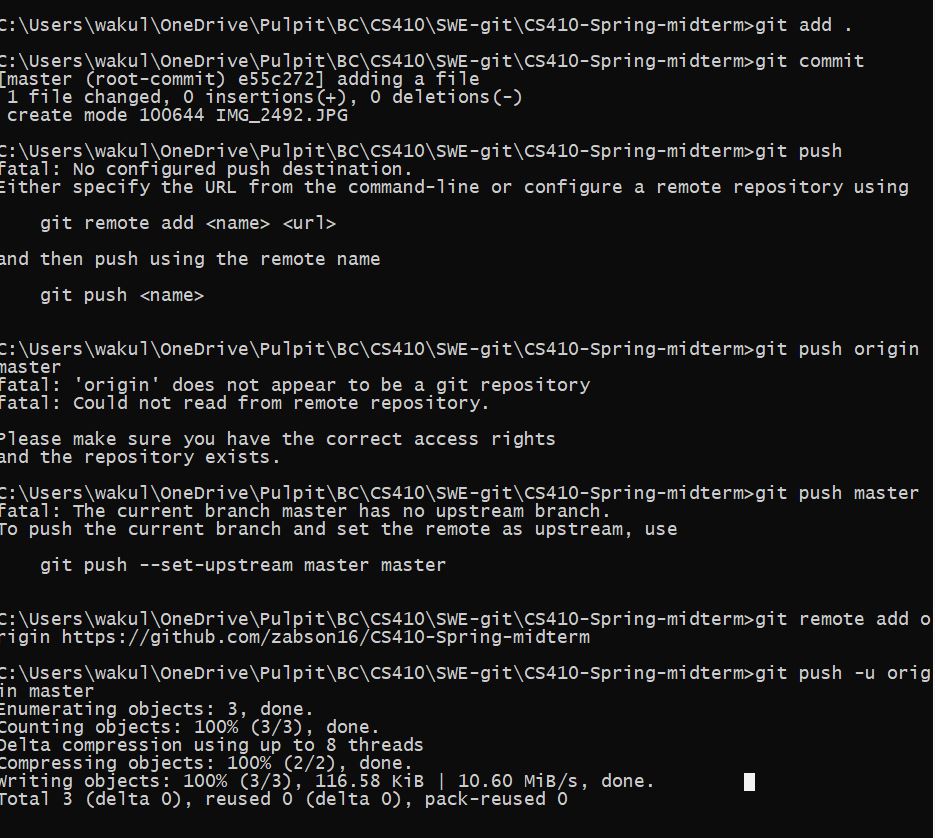 C:\Users\wakul\OneDrive\Pulpit\BC\CS410\SWE-git\CS410-Spring-midterm>git add .
C:\Users\wakul\OneDrive\Pulpit\BC\CS410\SWE-git\CS410-Spring-midterm>git commit
[master (root-commit) e55c272] adding a file
1 file changed, 0 insertions(+), 0 deletions(-)
create mode 100644 IMG_2492.JPG
C:\Users\wakul\OneDrive\Pulpit\BC\CS410\SWE-git\CS410-Spring-midterm>git push
fatal: No configured push destination.
Either specify the URL from the command-line or configure a remote repository using
git remote add <name> <url>
and then push using the remote name
git push <name>
C:\Users\wakul\OneDrive\Pulpit\BC\CS410\SWE-git\CS410-Spring-midterm>git push origin
master
fatal: 'origin' does not appear to be a git repository
fatal: Could not read from remote repository.
Please make sure you have the correct access rights
and the repository exists.
C:\Users\wakul\OneDrive\Pulpit\BC\CS410\SWE-git\CS410-Spring-midterm>git push master
fatal: The current branch master has no upstream branch.
To push the current branch and set the remote as upstream, use
git push --set-upstream master master
C:\Users\wakul\OneDrive\Pulpit\BC\CS410\SWE-git\CS410-Spring-midterm>git remote add o
rigin https://github.com/zabson16/CS410-Spring-midterm
C:\Users\wakul\OneDrive\Pulpit\BC\CS410\SWE-git\CS410-Spring-midterm>git push -u orig
in master
Enumerating objects: 3, done.
Counting objects: 100% (3/3), done.
Delta compression using up to 8 threads
Compressing objects: 100% (2/2), done.
Writing objects: 100% (3/3), 116.58 KiB | 10.60 MiB/s, done.
Total 3 (delta 0), reused 0 (delta 0), pack-reused 0